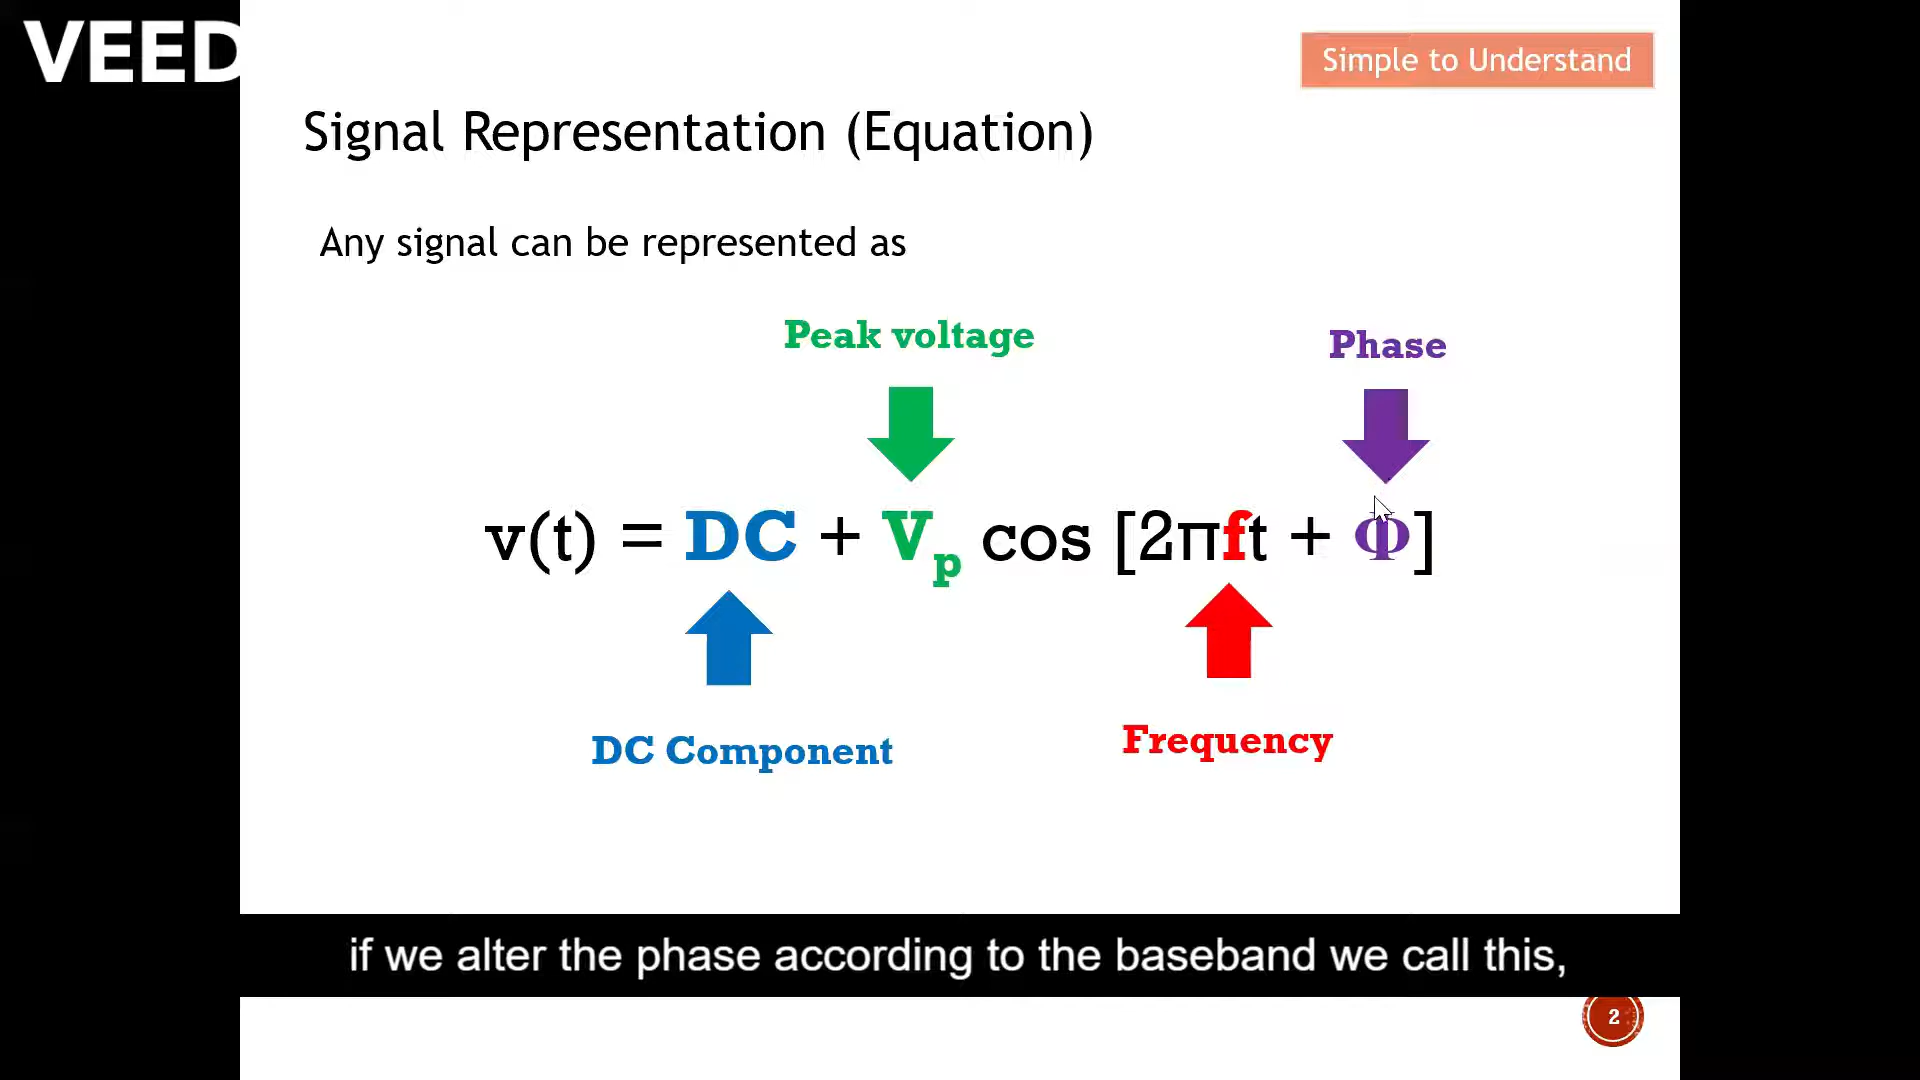 VEED
Simple to Understand
Signal Representation (Equation)
Any signal can be represented as
Peak voltage
Phase
v(t) = DC + Vp cos [2πft + Φ]
DC Component
Frequency
if we alter the phase according to the baseband we call this,
2